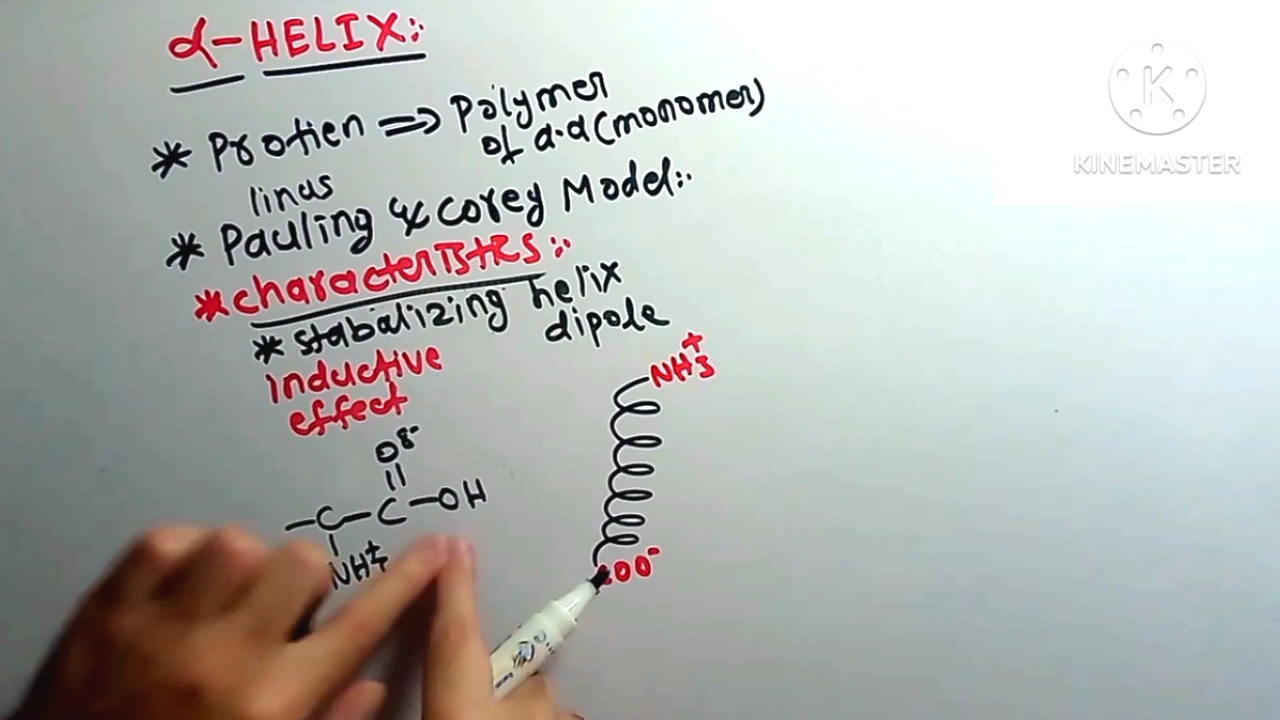 α-HELIX:
* Protien ⇒ Polymer
of a.a (monomer)
linus
* Pauling & corey Model:
* characteristics:
* stabalizing helix
dipole
inductive
effect
NH3+
Oδ-
-C-C-OH
NH+
COO-
K
KINEMASTER